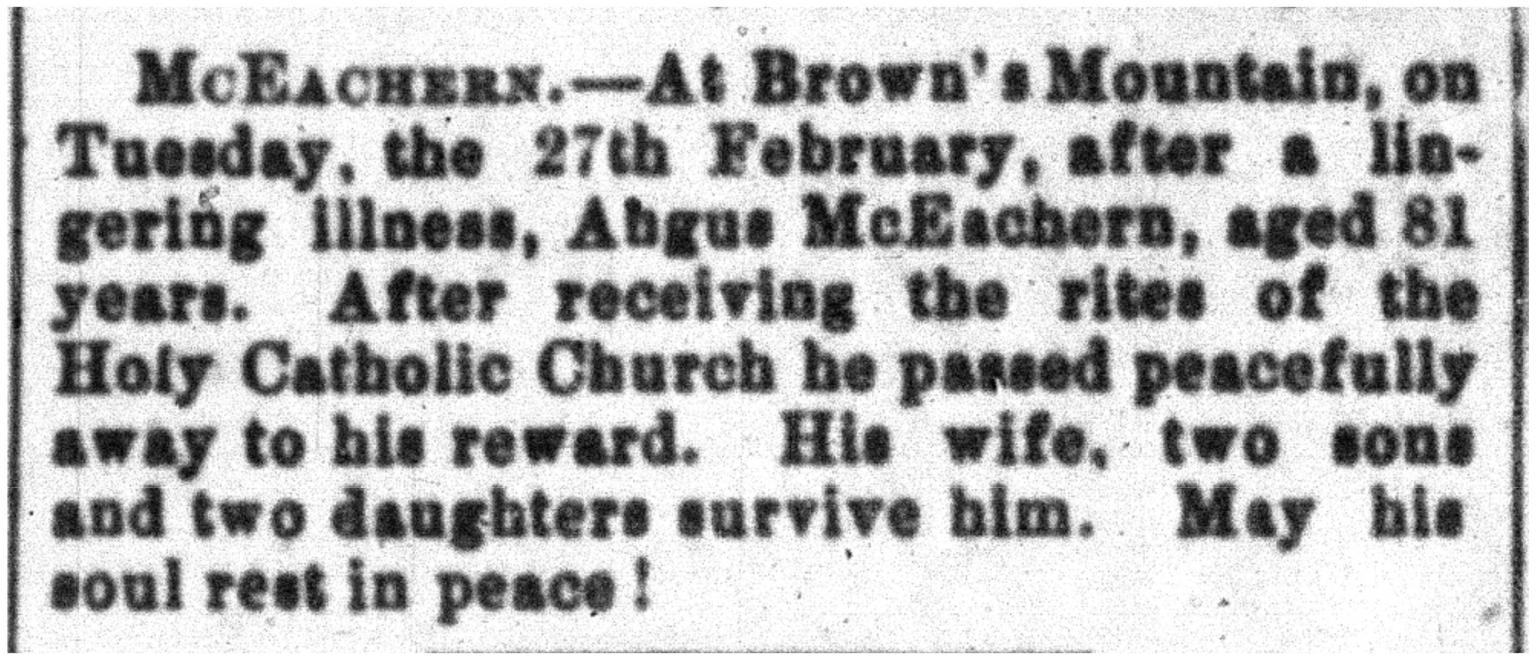 McEachern.—At Brown's Mountain, on
Tuesday, the 27th February, after a lin-
gering illness, Angus McEachern, aged 81
years. After receiving the rites of the
Holy Catholic Church he passed peacefully
away to his reward. His wife, two sons
and two daughters survive him. May his
soul rest in peace!